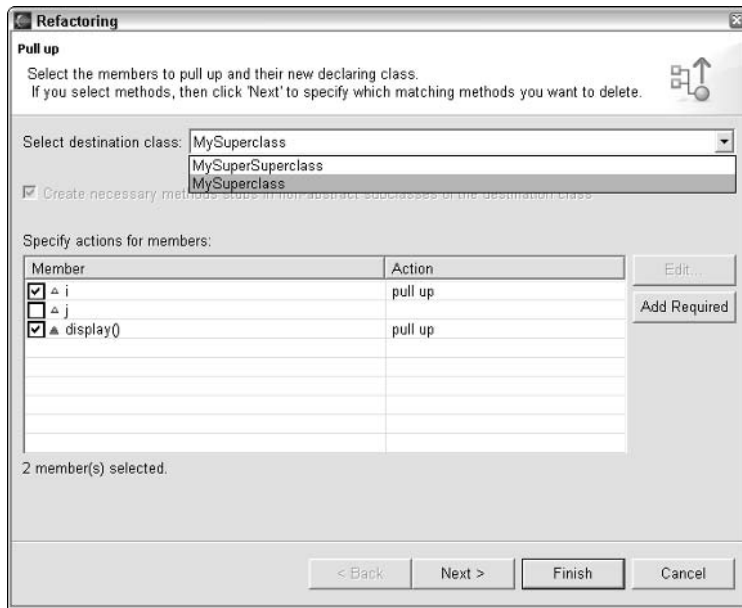 Refactoring
Pull up
Select the members to pull up and their new declaring class.
If you select methods, then click 'Next' to specify which matching methods you want to delete.
Select destination class: MySuperclass
MySuperSuperclass
MySuperclass
Create necessary methods stubs in non-abstract subclasses of the destination class
Specify actions for members:
Member Action
i pull up
j
display() pull up
Edit...
Add Required
2 member(s) selected.
< Back Next > Finish Cancel